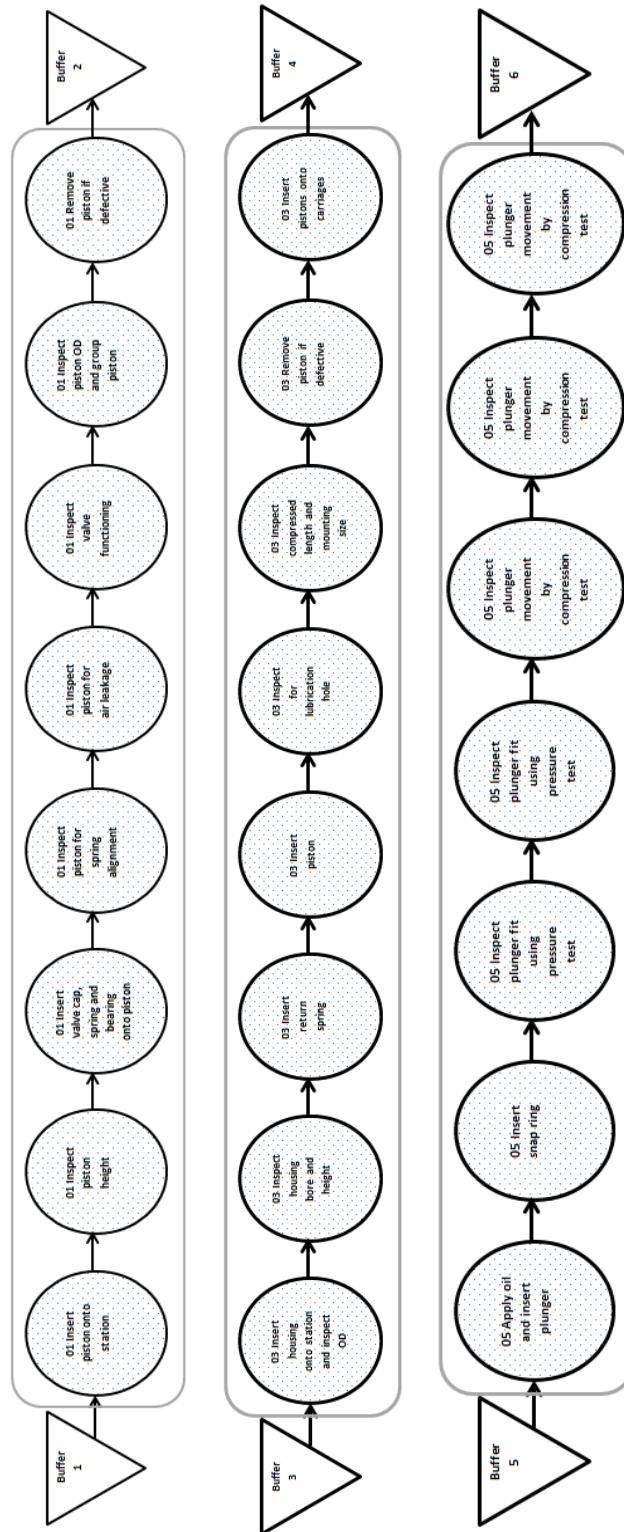 Buffer
1
01 Insert
piston onto
station
01 Inspect
piston
height
01 Insert
valve cap,
spring and
bearing
onto piston
01 Inspect
piston for
spring
alignment
01 Inspect
piston for
air leakage
01 Inspect
valve
functioning
01 Inspect
piston OD
and group
piston
01 Remove
piston if
defective
Buffer
2
Buffer
3
03 Insert
housing
onto station
and inspect
OD
03 Inspect
housing
bore and
height
03 Insert
return
spring
03 Insert
piston
03 Inspect
for
lubrication
hole
03 Inspect
compressed
length and
mounting
size
03 Remove
piston if
defective
03 Insert
pistons onto
carriages
Buffer
4
Buffer
5
05 Apply oil
and insert
plunger
05 Insert
snap ring
05 Inspect
plunger fit
using
pressure
test
05 Inspect
plunger fit
using
pressure
test
05 Inspect
plunger
movement
by
compression
test
05 Inspect
plunger
movement
by
compression
test
05 Inspect
plunger
movement
by
compression
test
Buffer
6